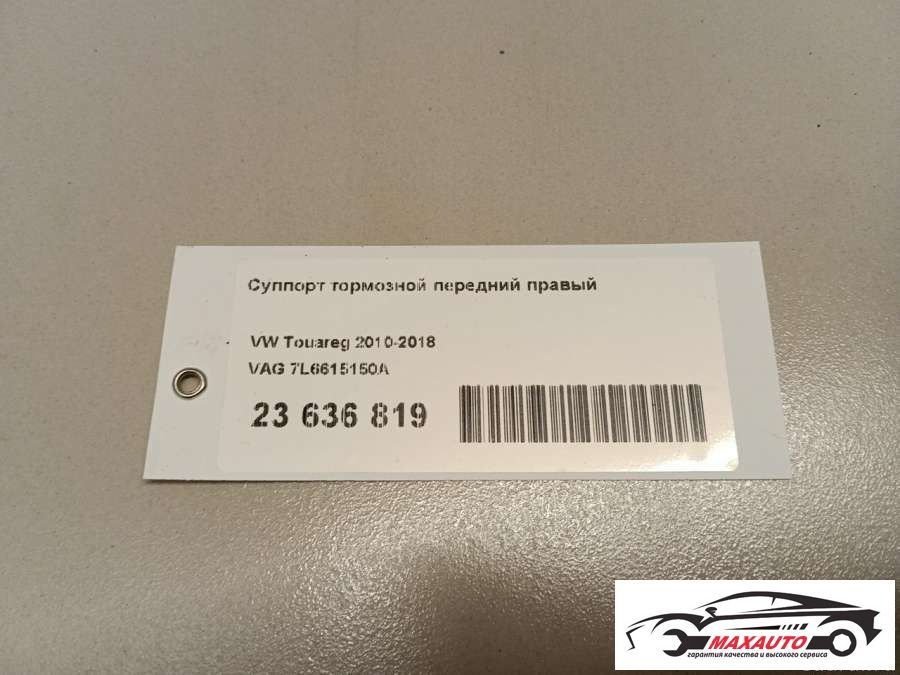 Суппорт тормозной передний правый
VW Touareg 2010-2018
VAG 7L6615150A
23 636 819
MAXAUTO
гарантия качества и высокого сервиса